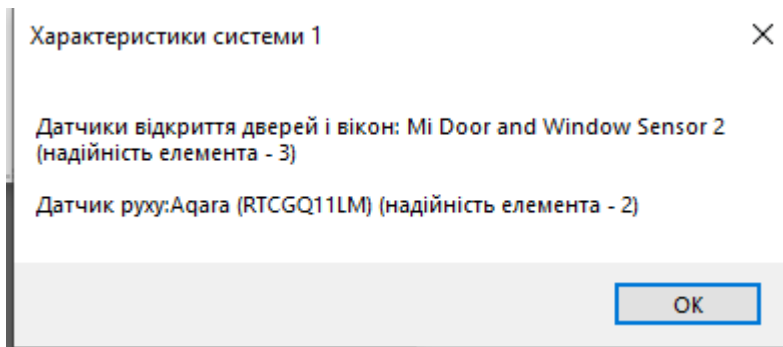 Характеристики системи 1
Датчики відкриття дверей і вікон: Mi Door and Window Sensor 2
(надійність елемента - 3)
Датчик руху:Aqara (RTCGQ11LM) (надійність елемента - 2)
OK